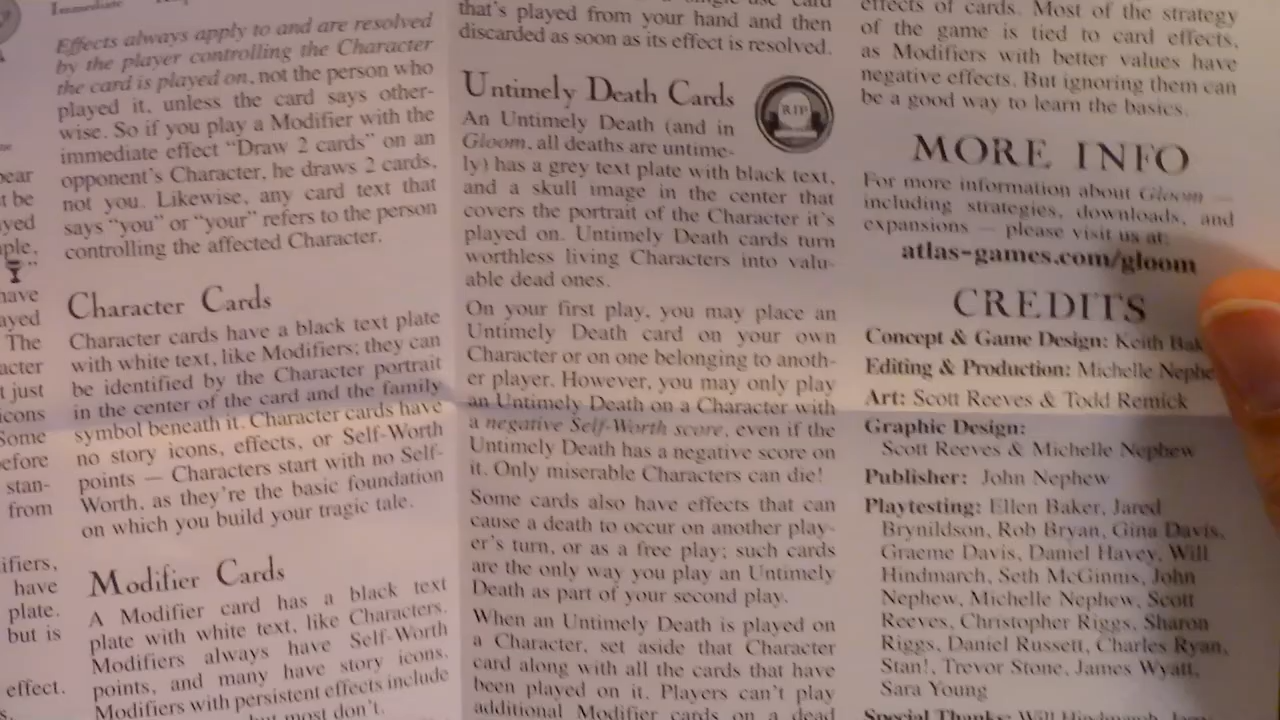 Immediate
Effects always apply to and are resolved
by the player controlling the Character
the card is played on, not the person who
played it, unless the card says other-
wise. So if you play a Modifier with the
immediate effect “Draw 2 cards” on an
opponent's Character, he draws 2 cards,
not you. Likewise, any card text that
says “you” or “your” refers to the person
controlling the affected Character.
Character Cards
Character cards have a black text plate
with white text, like Modifiers; they can
be identified by the Character portrait
in the center of the card and the family
symbol beneath it. Character cards have
no story icons, effects, or Self-Worth
points — Characters start with no Self-
Worth, as they're the basic foundation
on which you build your tragic tale.
Modifier Cards
A Modifier card has a black text
plate with white text, like Characters.
Modifiers always have Self-Worth
points, and many have story icons.
Modifiers with persistent effects include
but most don't.
that's played from your hand and then
discarded as soon as its effect is resolved.
Untimely Death Cards
RIP
An Untimely Death (and in
Gloom, all deaths are untime-
ly) has a grey text plate with black text,
and a skull image in the center that
covers the portrait of the Character it's
played on. Untimely Death cards turn
worthless living Characters into valu-
able dead ones.
On your first play, you may place an
Untimely Death card on your own
Character or on one belonging to anoth-
er player. However, you may only play
an Untimely Death on a Character with
a negative Self-Worth score, even if the
Untimely Death has a negative score on
it. Only miserable Characters can die!
Some cards also have effects that can
cause a death to occur on another play-
er's turn, or as a free play; such cards
are the only way you play an Untimely
Death as part of your second play.
When an Untimely Death is played on
a Character, set aside that Character
card along with all the cards that have
been played on it. Players can't play
additional Modifier cards on a dead
effects of cards. Most of the strategy
of the game is tied to card effects,
as Modifiers with better values have
negative effects. But ignoring them can
be a good way to learn the basics.
MORE INFO
For more information about Gloom —
including strategies, downloads, and
expansions — please visit us at:
atlas-games.com/gloom
CREDITS
Concept & Game Design: Keith Bak
Editing & Production: Michelle Nephe
Art: Scott Reeves & Todd Remick
Graphic Design:
Scott Reeves & Michelle Nephew
Publisher: John Nephew
Playtesting: Ellen Baker, Jared
Brynildson, Rob Bryan, Gina Davis,
Graeme Davis, Daniel Havey, Will
Hindmarch, Seth McGinnis, John
Nephew, Michelle Nephew, Scott
Reeves, Christopher Riggs, Sharon
Riggs, Daniel Russett, Charles Ryan,
Stan!, Trevor Stone, James Wyatt,
Sara Young
Special Thanks: Will